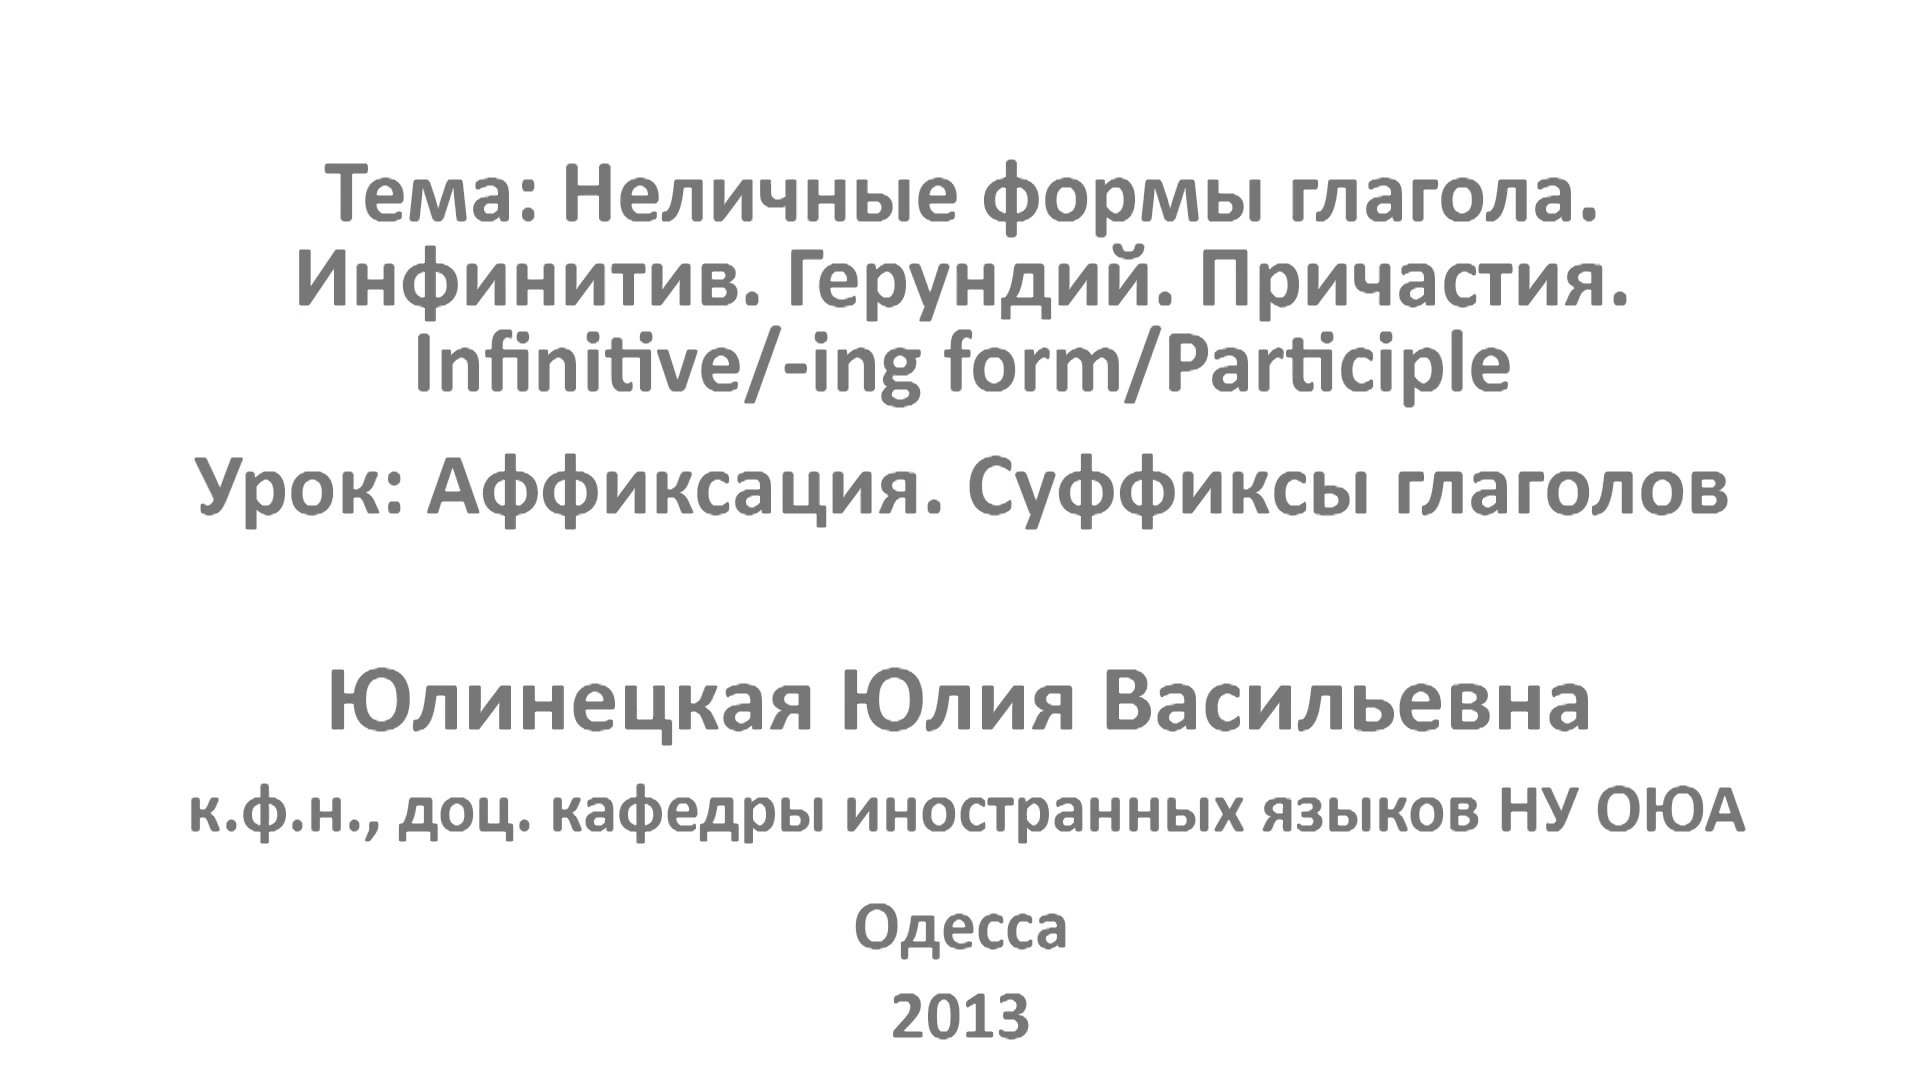 Тема: Неличные формы глагола.
Инфинитив. Герундий. Причастия.
Infinitive/-ing form/Participle
Урок: Аффиксация. Суффиксы глаголов
Юлинецкая Юлия Васильевна
к.ф.н., доц. кафедры иностранных языков НУ ОЮА
Одесса
2013